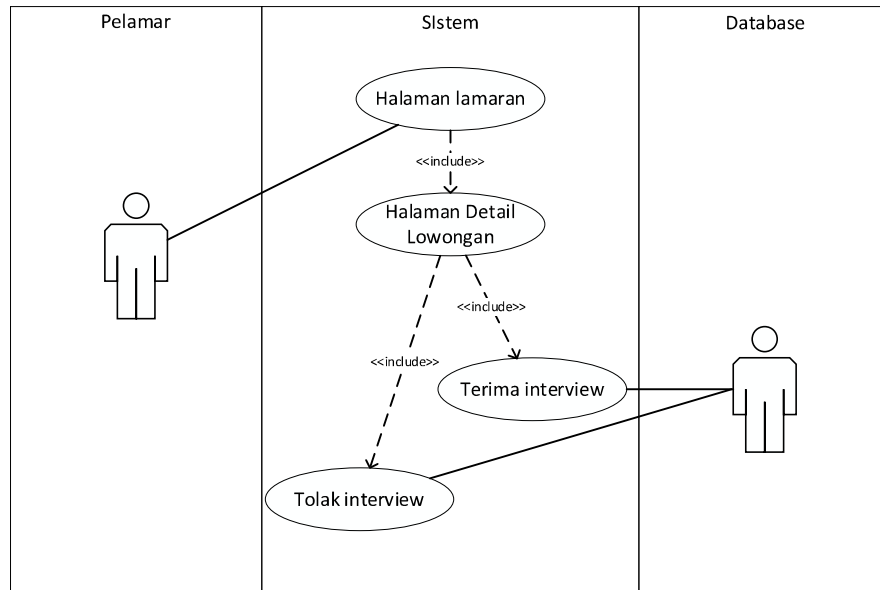 Pelamar
SIstem
Database
Halaman lamaran
<<include>>
Halaman Detail
Lowongan
<<include>>
<<include>>
Terima interview
Tolak interview